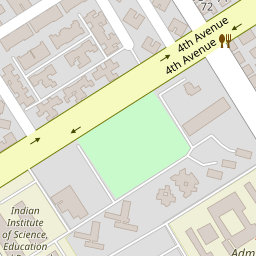 72
4th Avenue
4th Avenue
Indian
Institute
of Science,
Education
Adm